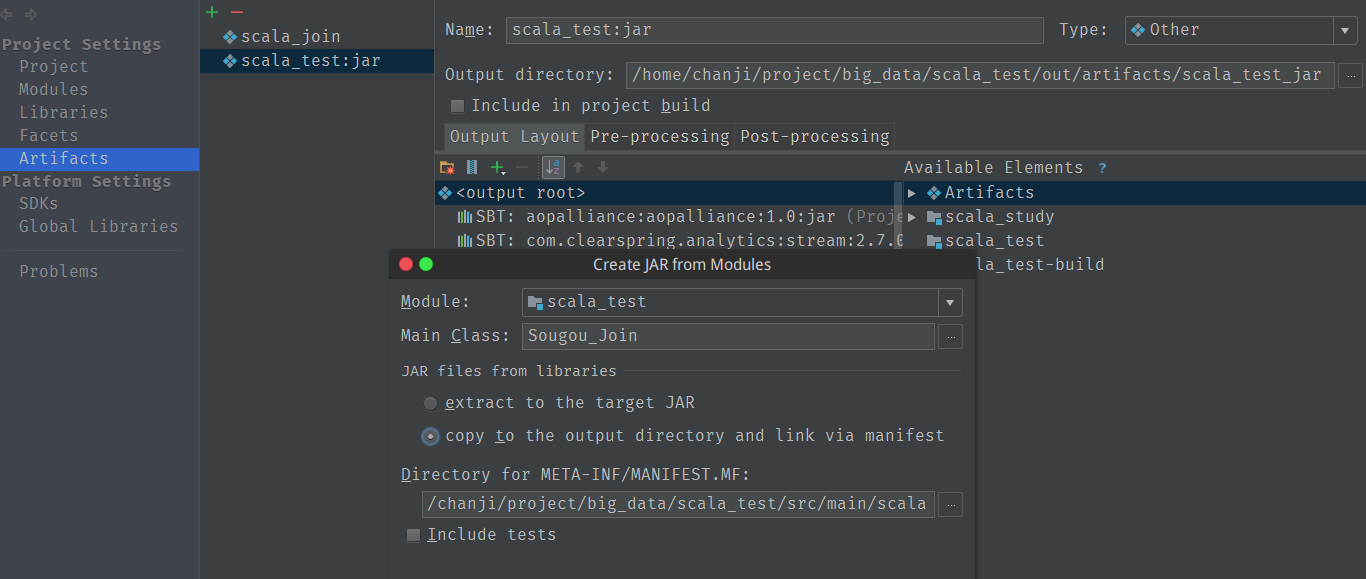 Project Settings
Project
Modules
Libraries
Facets
Artifacts
Platform Settings
SDKs
Global Libraries
Problems
scala_join
scala_test:jar
Name: scala_test:jar Type: Other
Output directory: /home/chanji/project/big_data/scala_test/out/artifacts/scala_test_jar ...
Include in project build
Output Layout Pre-processing Post-processing
Available Elements ?
<output root> Artifacts
SBT: aopalliance:aopalliance:1.0:jar (Proje scala_study
SBT: com.clearspring.analytics:stream:2.7.0 scala_test
la_test-build
Create JAR from Modules
Module: scala_test
Main Class: Sougou_Join ...
JAR files from libraries
extract to the target JAR
copy to the output directory and link via manifest
Directory for META-INF/MANIFEST.MF:
/chanji/project/big_data/scala_test/src/main/scala ...
Include tests